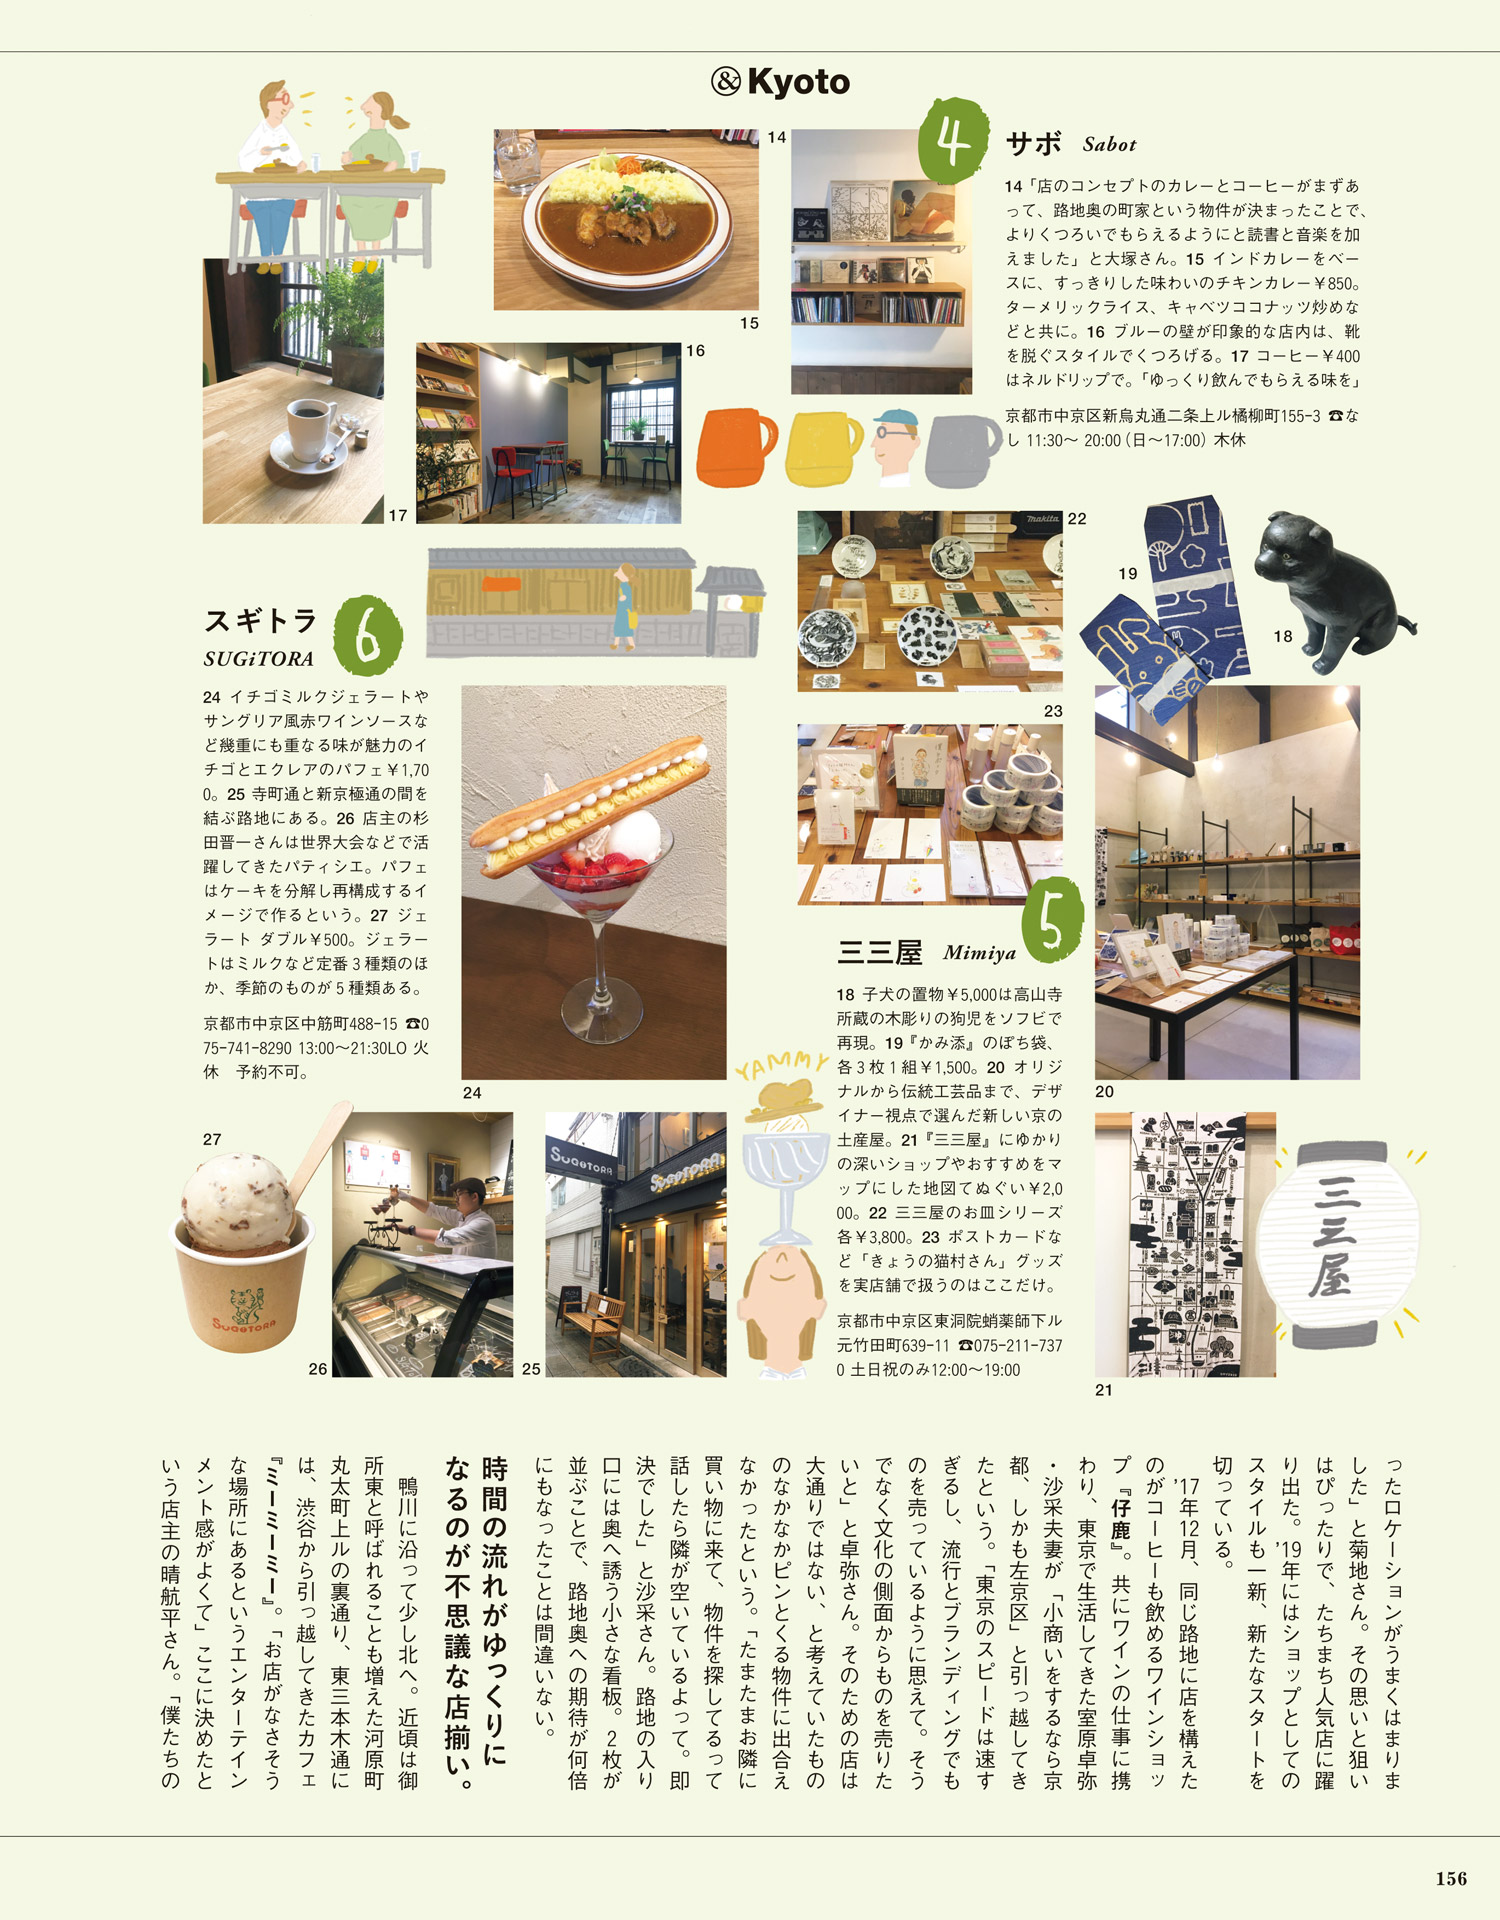 & Kyoto
14
15
16
17
4
サボ Sabot
14「店のコンセプトのカレーとコーヒーがまずあ
って、路地奥の町家という物件が決まったことで、
よりくつろいでもらえるようにと読書と音楽を加
えました」と大塚さん。15 インドカレーをベー
スに、すっきりした味わいのチキンカレー¥850。
ターメリックライス、キャベツココナッツ炒めな
どと共に。16 ブルーの壁が印象的な店内は、靴
を脱ぐスタイルでくつろげる。17 コーヒー¥400
はネルドリップで。「ゆっくり飲んでもらえる味を」
京都市中京区新烏丸通二条上ル橘柳町155-3 ☎な
し 11:30〜 20:00（日〜17:00）木休
makita
22
19
18
23
20
スギトラ
SUGiTORA
6
24 イチゴミルクジェラートや
サングリア風赤ワインソースな
ど幾重にも重なる味が魅力のイ
チゴとエクレアのパフェ¥1,70
0。25 寺町通と新京極通の間を
結ぶ路地にある。26 店主の杉
田晋一さんは世界大会などで活
躍してきたパティシエ。パフェ
はケーキを分解し再構成するイ
メージで作るという。27 ジェ
ラート ダブル¥500。ジェラー
トはミルクなど定番3種類のほ
か、季節のものが5種類ある。
京都市中京区中筋町488-15 ☎0
75-741-8290 13:00〜21:30LO 火
休　予約不可。
24
27
26
25
SUGiTORA
SUGiTORA
SUGiTORA
YAMMY
5
三三屋 Mimiya
18 子犬の置物¥5,000は高山寺
所蔵の木彫りの狗児をソフビで
再現。19『かみ添』のぽち袋、
各3枚1組¥1,500。20 オリジ
ナルから伝統工芸品まで、デザ
イナー視点で選んだ新しい京の
土産屋。21『三三屋』にゆかり
の深いショップやおすすめをマ
ップにした地図てぬぐい¥2,0
00。22 三三屋のお皿シリーズ
各¥3,800。23 ポストカードな
ど「きょうの猫村さん」グッズ
を実店舗で扱うのはここだけ。
京都市中京区東洞院蛸薬師下ル
元竹田町639-11 ☎075-211-737
0 土日祝のみ12:00〜19:00
21
三三屋
ったロケーションがうまくはまりま
した」と菊地さん。その思いと狙い
はぴったりで、たちまち人気店に躍
り出た。’19年にはショップとしての
スタイルも一新、新たなスタートを
切っている。
’17年12月、同じ路地に店を構えた
のがコーヒーも飲めるワインショッ
プ『仔鹿』。共にワインの仕事に携
わり、東京で生活してきた室原卓弥
・沙采夫妻が「小商いをするなら京
都、しかも左京区」と引っ越してき
たという。「東京のスピードは速す
ぎるし、流行とブランディングでも
のを売っているように思えて。そう
でなく文化の側面からものを売りた
いと」と卓弥さん。そのための店は
大通りではない、と考えていたもの
のなかなかピンとくる物件に出合え
なかったという。「たまたまお隣に
買い物に来て、物件を探してるって
話したら隣が空いているよって。即
決でした」と沙采さん。路地の入り
口には奥へ誘う小さな看板。2枚が
並ぶことで、路地奥への期待が何倍
にもなったことは間違いない。
時間の流れがゆっくりに
なるのが不思議な店揃い。
鴨川に沿って少し北へ。近頃は御
所東と呼ばれることも増えた河原町
丸太町上ルの裏通り、東三本木通に
は、渋谷から引っ越してきたカフェ
『ミーミーミー』。「お店がなさそう
な場所にあるというエンターテイン
メント感がよくて」ここに決めたと
いう店主の晴航平さん。「僕たちの
156